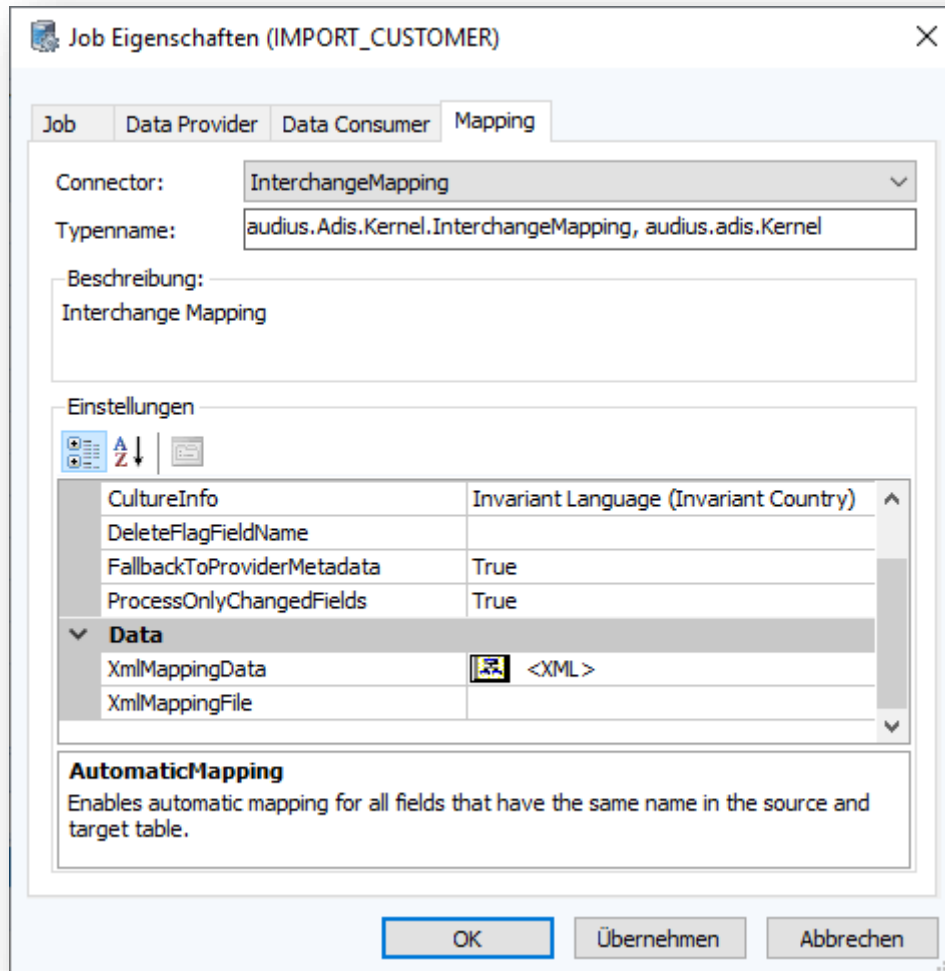 Job Eigenschaften (IMPORT_CUSTOMER)
Job Data Provider Data Consumer Mapping
Connector: InterchangeMapping
Typenname: audius.Adis.Kernel.InterchangeMapping, audius.adis.Kernel
Beschreibung:
Interchange Mapping
Einstellungen
A
Z
CultureInfo Invariant Language (Invariant Country)
DeleteFlagFieldName
FallbackToProviderMetadata True
ProcessOnlyChangedFields True
Data
XmlMappingData <XML>
XmlMappingFile
AutomaticMapping
Enables automatic mapping for all fields that have the same name in the source and
target table.
OK Übernehmen Abbrechen